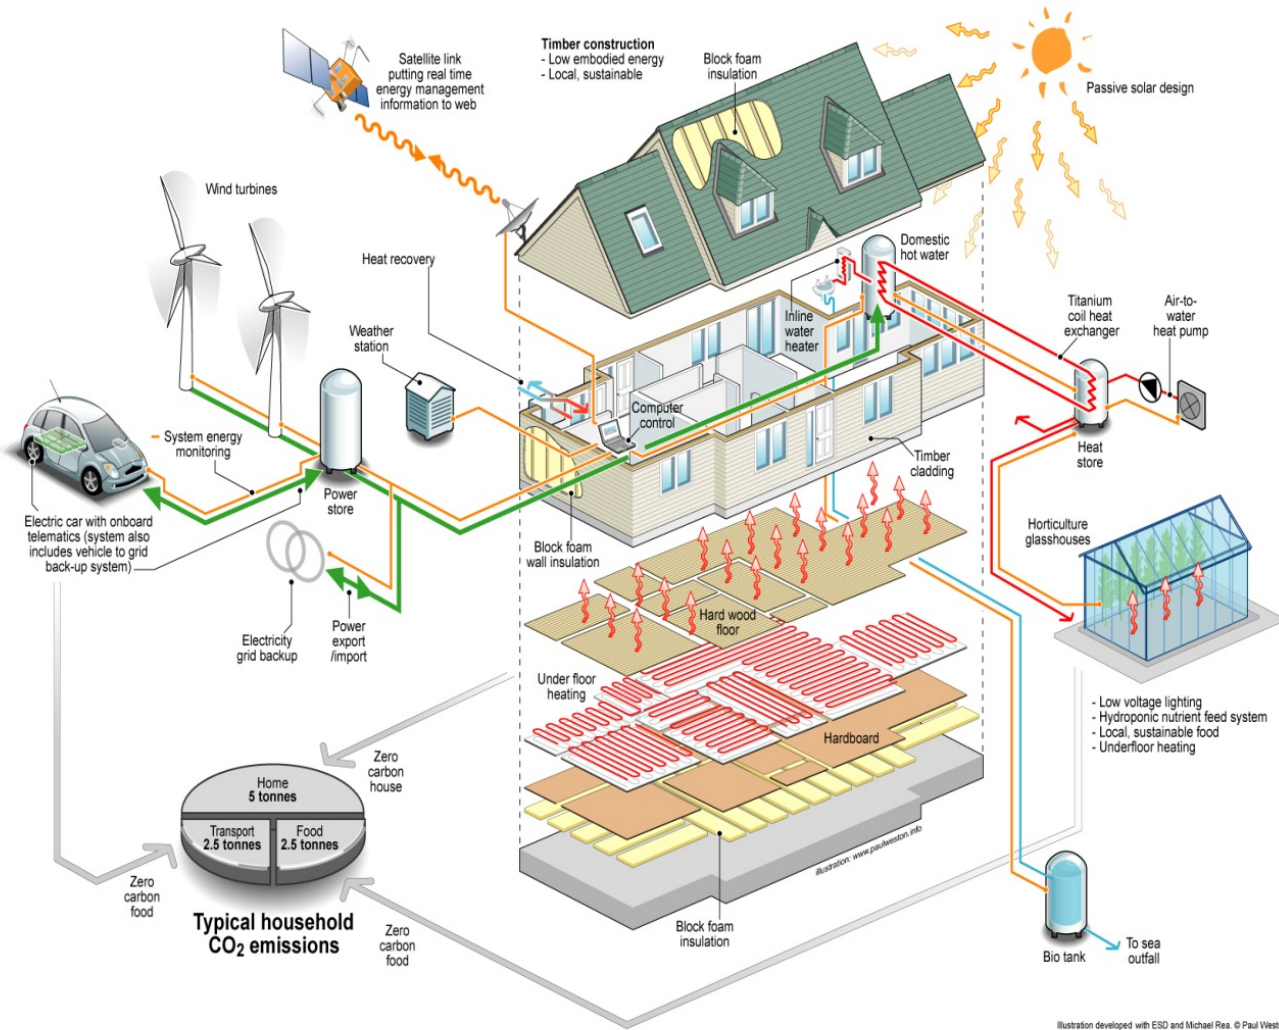 Satellite link
putting real time
energy management
information to web
Timber construction
- Low embodied energy
- Local, sustainable
Block foam
insulation
Passive solar design
Wind turbines
Heat recovery
Weather
station
Domestic
hot water
Inline
water
heater
Titanium
coil heat
exchanger
Air-to-
water
heat pump
Computer
control
System energy
monitoring
Power
store
Timber
cladding
Heat
store
Electric car with onboard
telematics (system also
includes vehicle to grid
back-up system)
Block foam
wall insulation
Horticulture
glasshouses
Electricity
grid backup
Power
export
/import
Hard wood
floor
Under floor
heating
Hardboard
- Low voltage lighting
- Hydroponic nutrient feed system
- Local, sustainable food
- Underfloor heating
Zero
carbon
house
Home
5 tonnes
Transport
2.5 tonnes
Food
2.5 tonnes
Zero
carbon
food
Typical household
CO2 emissions
Zero
carbon
food
illustration: www.paulweston.info
Block foam
insulation
Bio tank
To sea
outfall
Illustration developed with ESD and Michael Rea. © Paul West